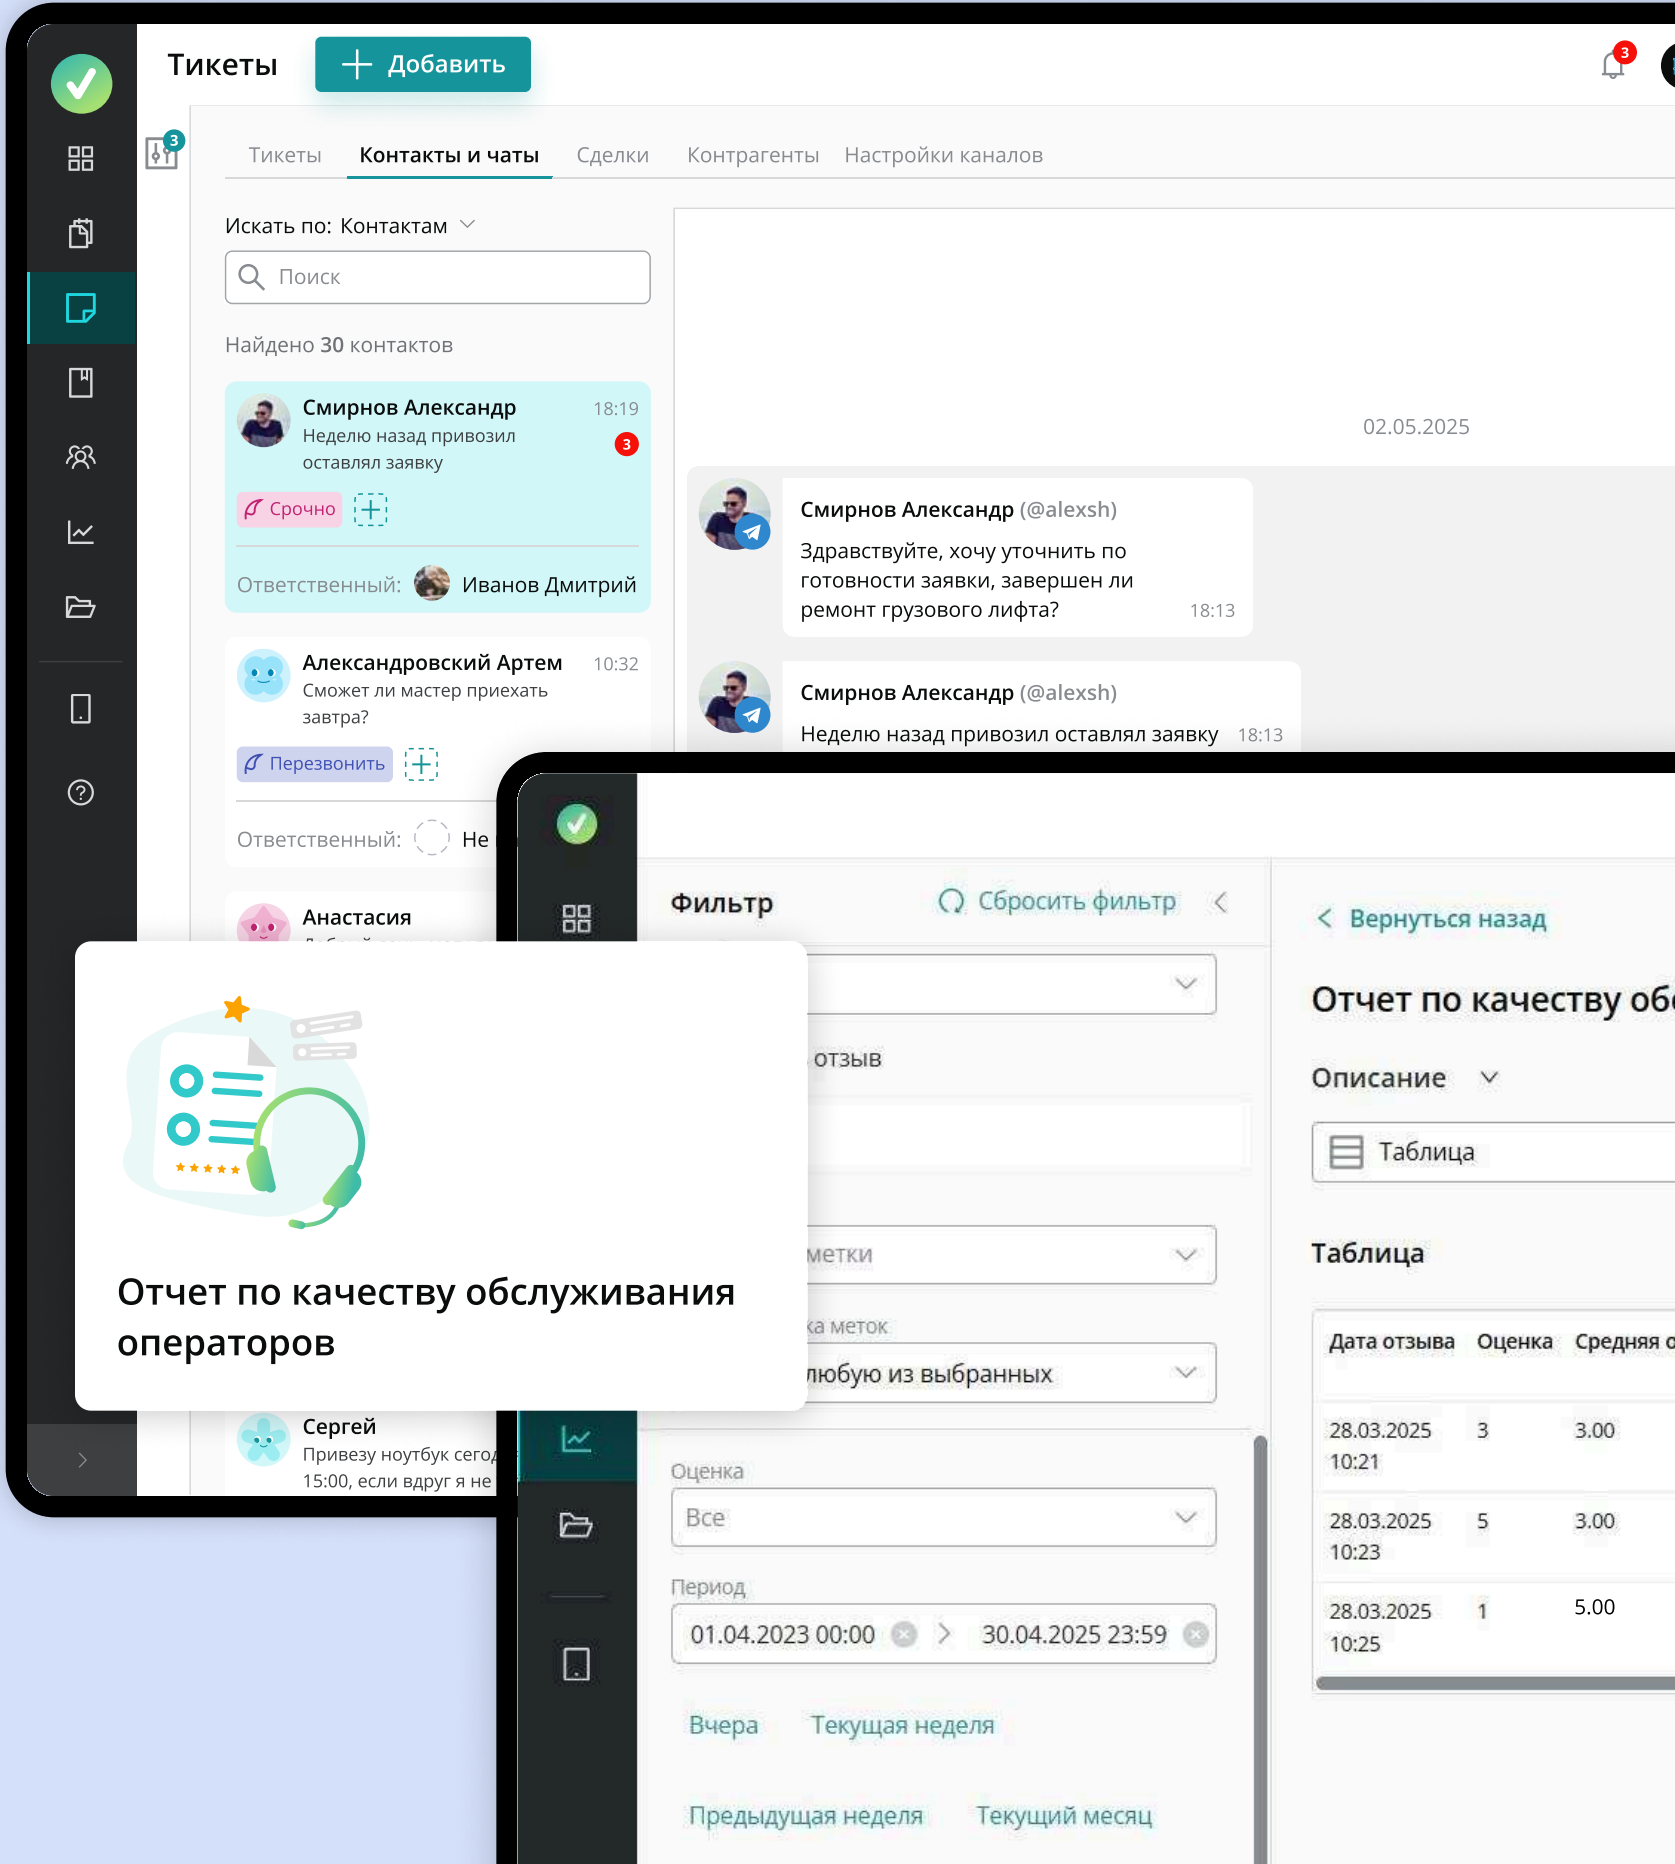 Тикеты
Добавить
3
3
Тикеты
Контакты и чаты
Сделки
Контрагенты
Настройки каналов
Искать по: Контактам
Поиск
Найдено 30 контактов
Смирнов Александр
18:19
Неделю назад привозил
оставлял заявку
3
Срочно
Ответственный:
Иванов Дмитрий
Александровский Артем
10:32
Сможет ли мастер приехать
завтра?
Перезвонить
Ответственный:
Не
Анастасия
Сергей
Привезу ноутбук сегод
15:00, если вдруг я не
02.05.2025
Смирнов Александр (@alexsh)
Здравствуйте, хочу уточнить по
готовности заявки, завершен ли
ремонт грузового лифта?
18:13
Смирнов Александр (@alexsh)
Неделю назад привозил оставлял заявку
18:13
Отчет по качеству обслуживания
операторов
Фильтр
Сбросить фильтр
отзыв
метки
ка меток
любую из выбранных
Оценка
Все
Период
01.04.2023 00:00
30.04.2025 23:59
Вчера
Текущая неделя
Предыдущая неделя
Текущий месяц
Вернуться назад
Отчет по качеству обс
Описание
Таблица
Таблица
Дата отзыва
Оценка
Средняя о
28.03.2025
10:21
3
3.00
28.03.2025
10:23
5
3.00
28.03.2025
10:25
1
5.00